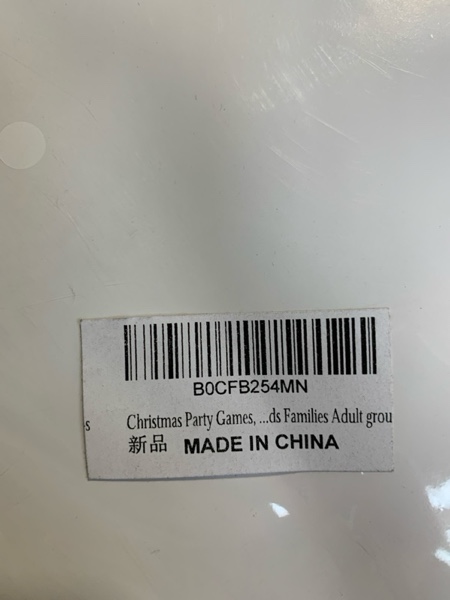 B0CFB254MN
s Christmas Party Games, ...ds Families Adult grou
新品 MADE IN CHINA